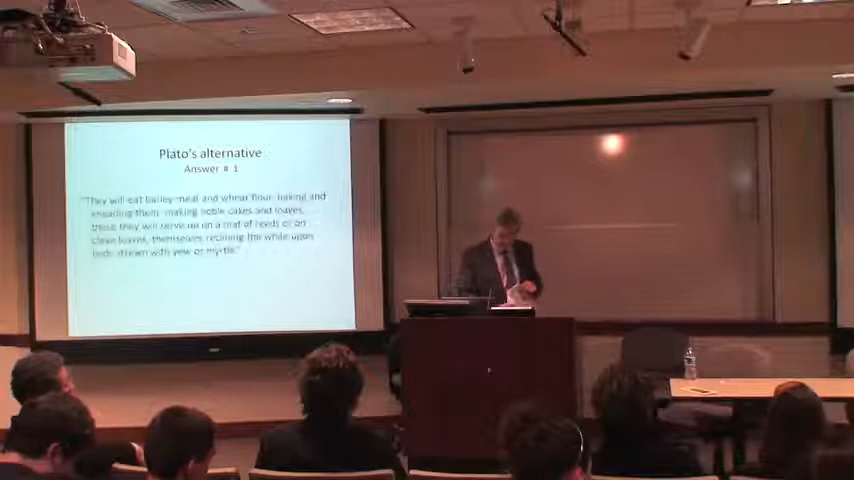 Plato's alternative
Answer # 1
"They will eat barley-meal and wheat flour, baking and
kneading them, making noble cakes and loaves,
these they will serve up on a mat of reeds or on
clean leaves, themselves reclining the while upon
beds strewn with yew or myrtle."